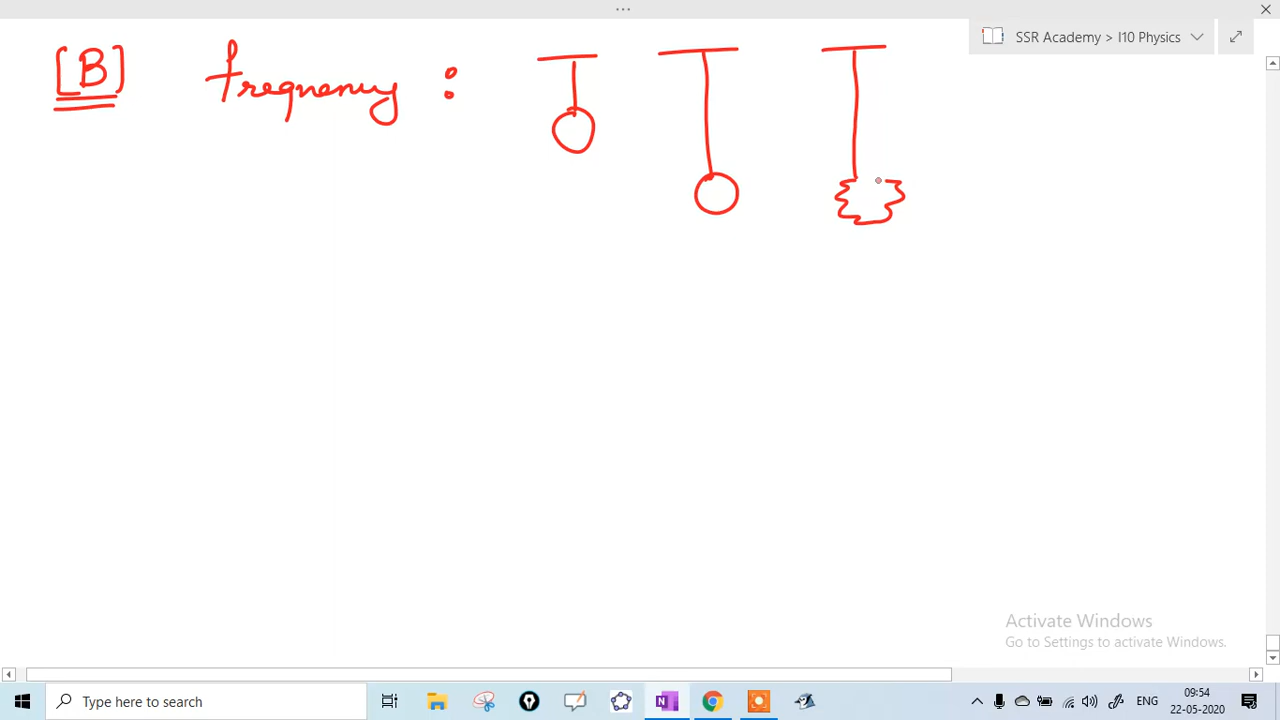 SSR Academy > I10 Physics
[B] frequency :
Activate Windows
Go to Settings to activate Windows.
Type here to search
N
ENG
09:54
22-05-2020